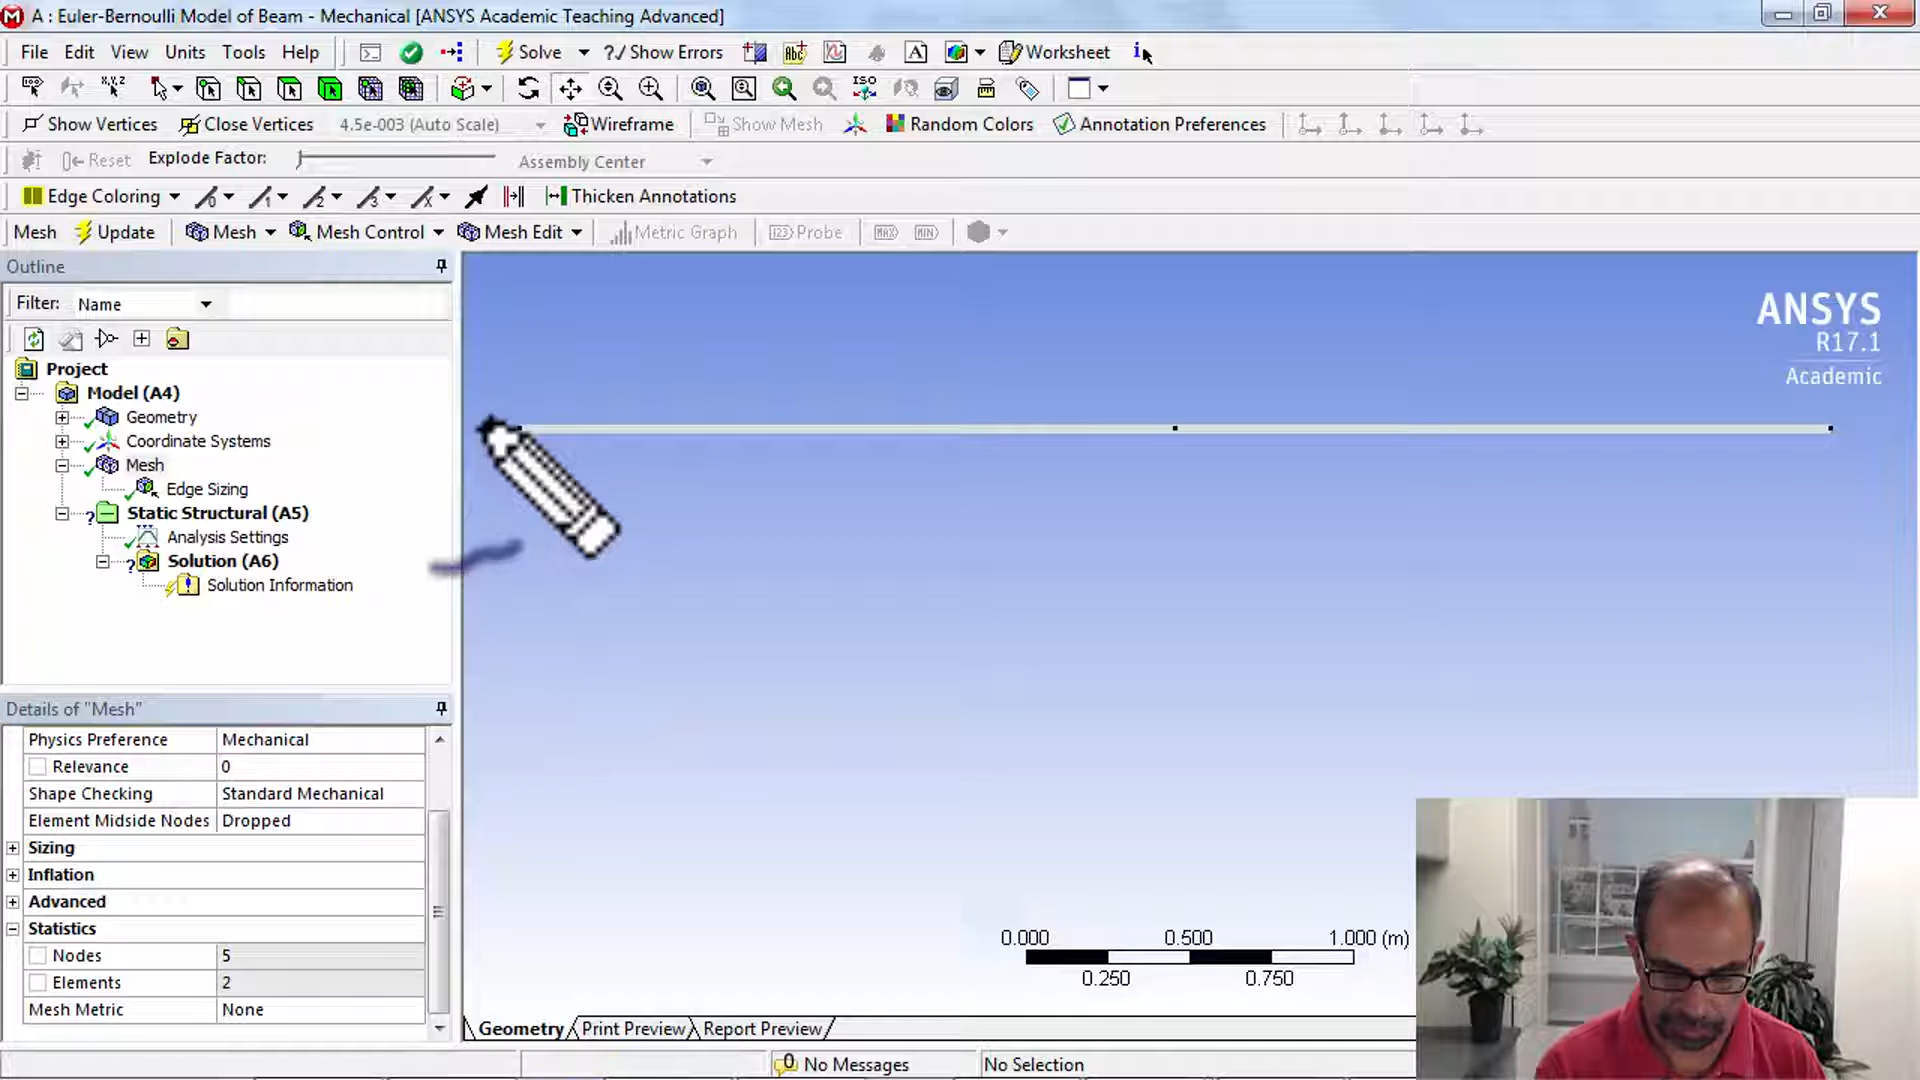 A : Euler-Bernoulli Model of Beam - Mechanical [ANSYS Academic Teaching Advanced]
File Edit View Units Tools Help Solve ?/ Show Errors Worksheet
Show Vertices Close Vertices 4.5e-003 (Auto Scale) Wireframe Show Mesh Random Colors Annotation Preferences
Reset Explode Factor: Assembly Center
Edge Coloring Thicken Annotations
Mesh Update Mesh Mesh Control Mesh Edit Metric Graph Probe MAX MIN
Outline
Filter: Name
Project
Model (A4)
Geometry
Coordinate Systems
Mesh
Edge Sizing
Static Structural (A5)
Analysis Settings
Solution (A6)
Solution Information
ANSYS
R17.1
Academic
Details of "Mesh"
Physics Preference Mechanical
Relevance 0
Shape Checking Standard Mechanical
Element Midside Nodes Dropped
Sizing
Inflation
Advanced
Statistics
Nodes 5
Elements 2
Mesh Metric None
0.000 0.500 1.000 (m)
0.250 0.750
Geometry Print Preview Report Preview
0 No Messages No Selection